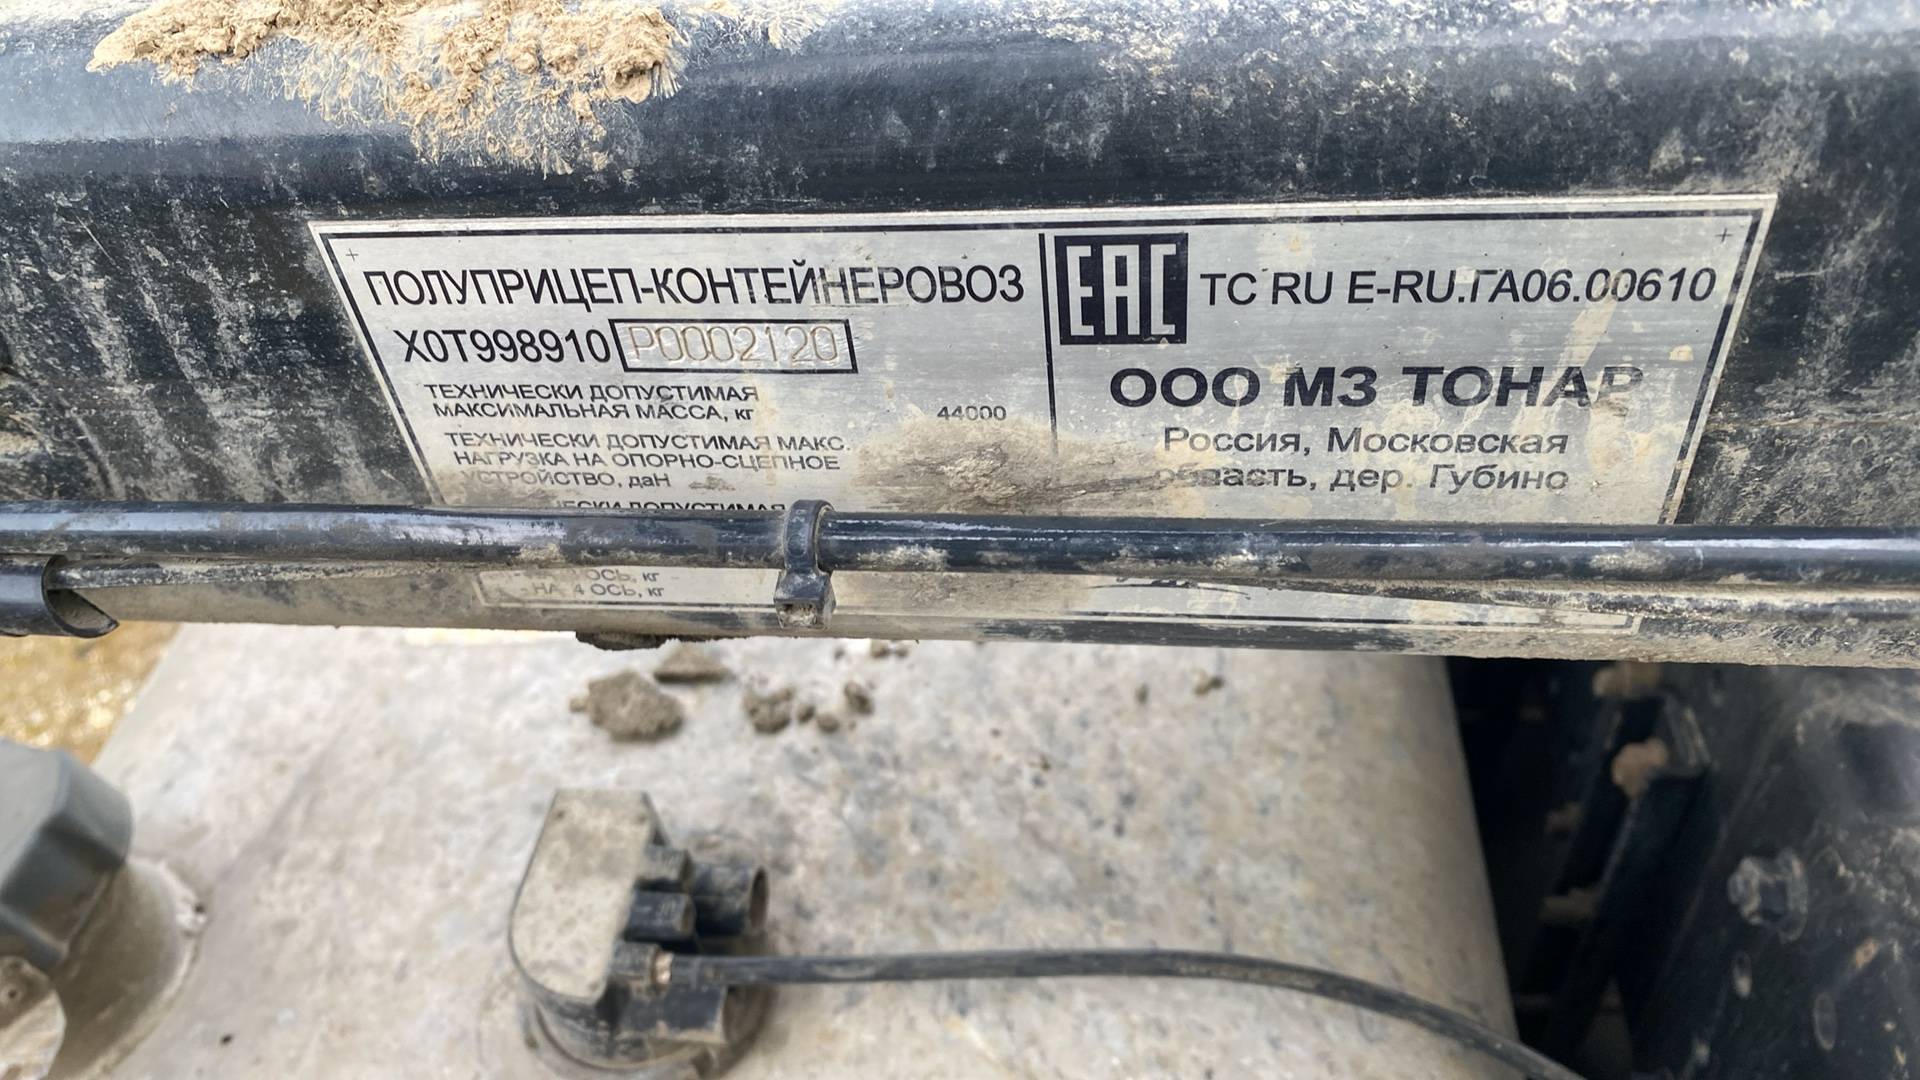 ПОЛУПРИЦЕП-КОНТЕЙНЕРОВОЗ
X0T998910 P0002120
ТЕХНИЧЕСКИ ДОПУСТИМАЯ
МАКСИМАЛЬНАЯ МАССА, кг 44000
ТЕХНИЧЕСКИ ДОПУСТИМАЯ МАКС.
НАГРУЗКА НА ОПОРНО-СЦЕПНОЕ
УСТРОЙСТВО, даН
ДОПУСТИМАЯ
ОСЬ, кг
-НА 4 ОСЬ, кг
EAC TC RU E-RU.ГА06.00610
ООО МЗ ТОНАР
Россия, Московская
область, дер. Губино